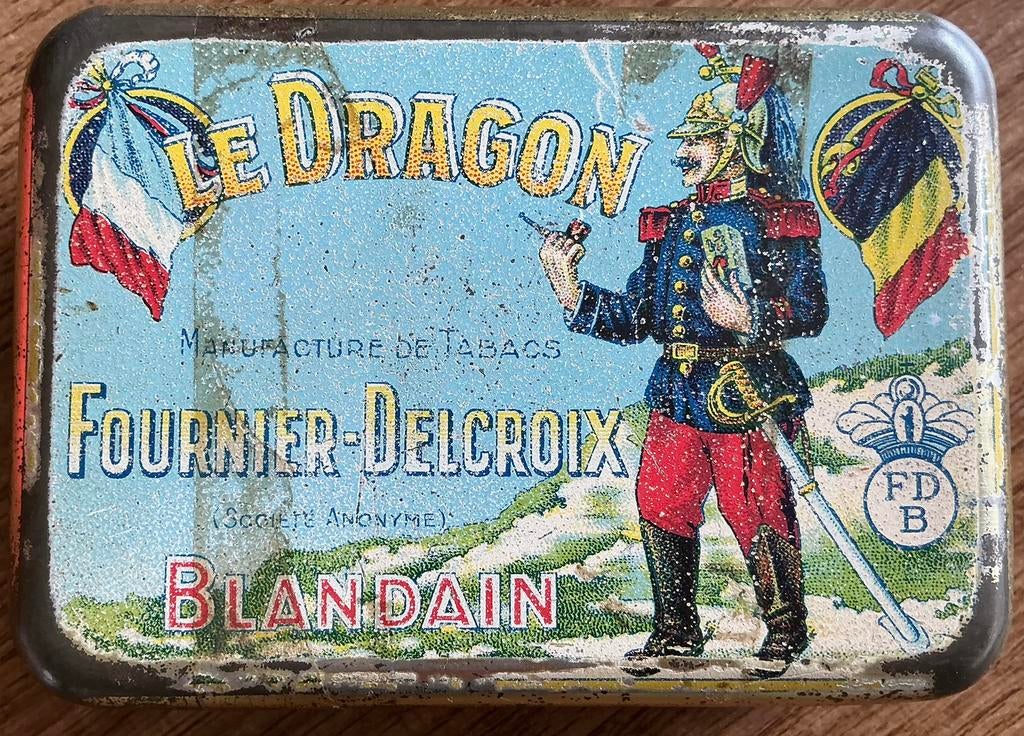 LE DRAGON
MANUFACTURE DE TABACS
FOURNIER-DELCROIX
(SOCIÉTÉ ANONYME)
BLANDAIN
FD
B